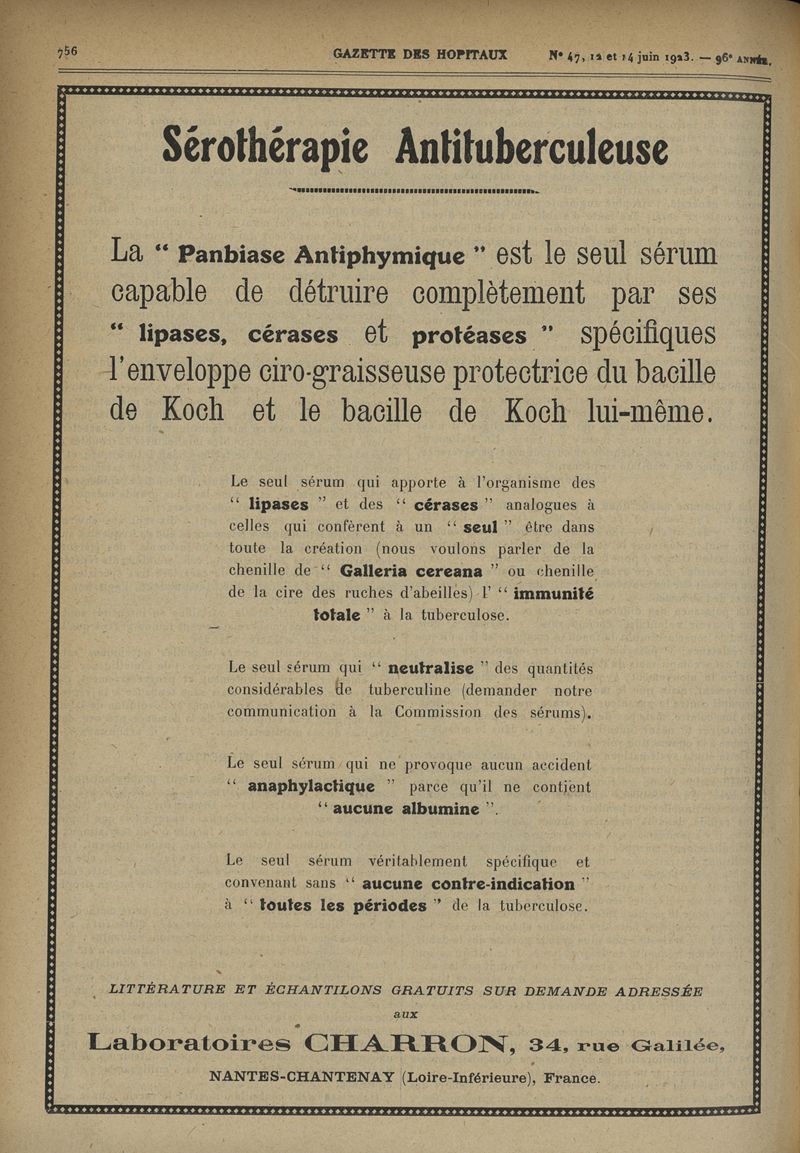 756
GAZETTE DES HOPITAUX
N° 47, 12 et 14 juin 1923. — 96e ANNÉE.
Sérothérapie Antituberculeuse
La “ Panbiase Antiphymique ” est le seul sérum
capable de détruire complètement par ses
“ lipases, cérases et protéases ” spécifiques
l'enveloppe ciro-graisseuse protectrice du bacille
de Koch et le bacille de Koch lui-même.
Le seul sérum qui apporte à l'organisme des
“ lipases ” et des “ cérases ” analogues à
celles qui confèrent à un “ seul ” être dans
toute la création (nous voulons parler de la
chenille de “ Galleria cereana ” ou chenille
de la cire des ruches d'abeilles) l' “ immunité
totale ” à la tuberculose.
Le seul sérum qui “ neutralise ” des quantités
considérables de tuberculine (demander notre
communication à la Commission des sérums).
Le seul sérum qui ne provoque aucun accident
“ anaphylactique ” parce qu'il ne contient
“ aucune albumine ”.
Le seul sérum véritablement spécifique et
convenant sans “ aucune contre-indication ”
à “ toutes les périodes ” de la tuberculose.
LITTÉRATURE ET ÉCHANTILONS GRATUITS SUR DEMANDE ADRESSÉE
aux
Laboratoires CHARRON, 34, rue Galilée,
NANTES-CHANTENAY (Loire-Inférieure), France.